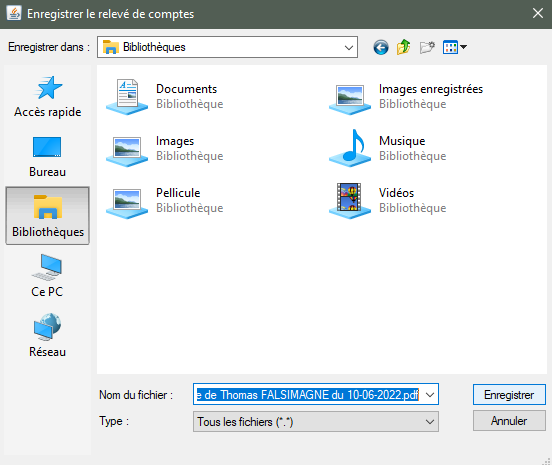 Enregistrer le relevé de comptes
Enregistrer dans :
Bibliothèques
Accès rapide
Bureau
Bibliothèques
Ce PC
Réseau
Documents
Bibliothèque
Images enregistrées
Bibliothèque
Images
Bibliothèque
Musique
Bibliothèque
Pellicule
Bibliothèque
Vidéos
Bibliothèque
Nom du fichier :
e de Thomas FALSIMAGNE du 10-06-2022.pdf
Enregistrer
Type :
Tous les fichiers (*.*)
Annuler